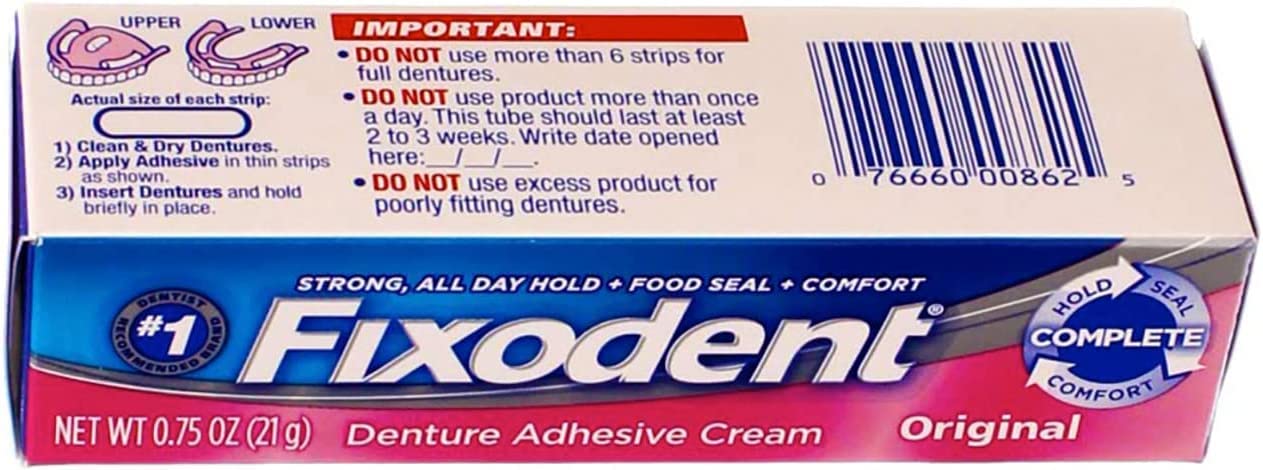 UPPER
LOWER
Actual size of each strip:
1) Clean & Dry Dentures.
2) Apply Adhesive in thin strips
as shown.
3) Insert Dentures and hold
briefly in place.
IMPORTANT:
• DO NOT use more than 6 strips for
full dentures.
• DO NOT use product more than once
a day. This tube should last at least
2 to 3 weeks. Write date opened
here:__/__/__.
• DO NOT use excess product for
poorly fitting dentures.
0 76660 00862 5
STRONG, ALL DAY HOLD + FOOD SEAL + COMFORT
Fixodent®
#1
DENTIST
RECOMMENDED BRAND
HOLD
SEAL
COMPLETE
COMFORT
NET WT 0.75 OZ (21 g)
Denture Adhesive Cream
Original